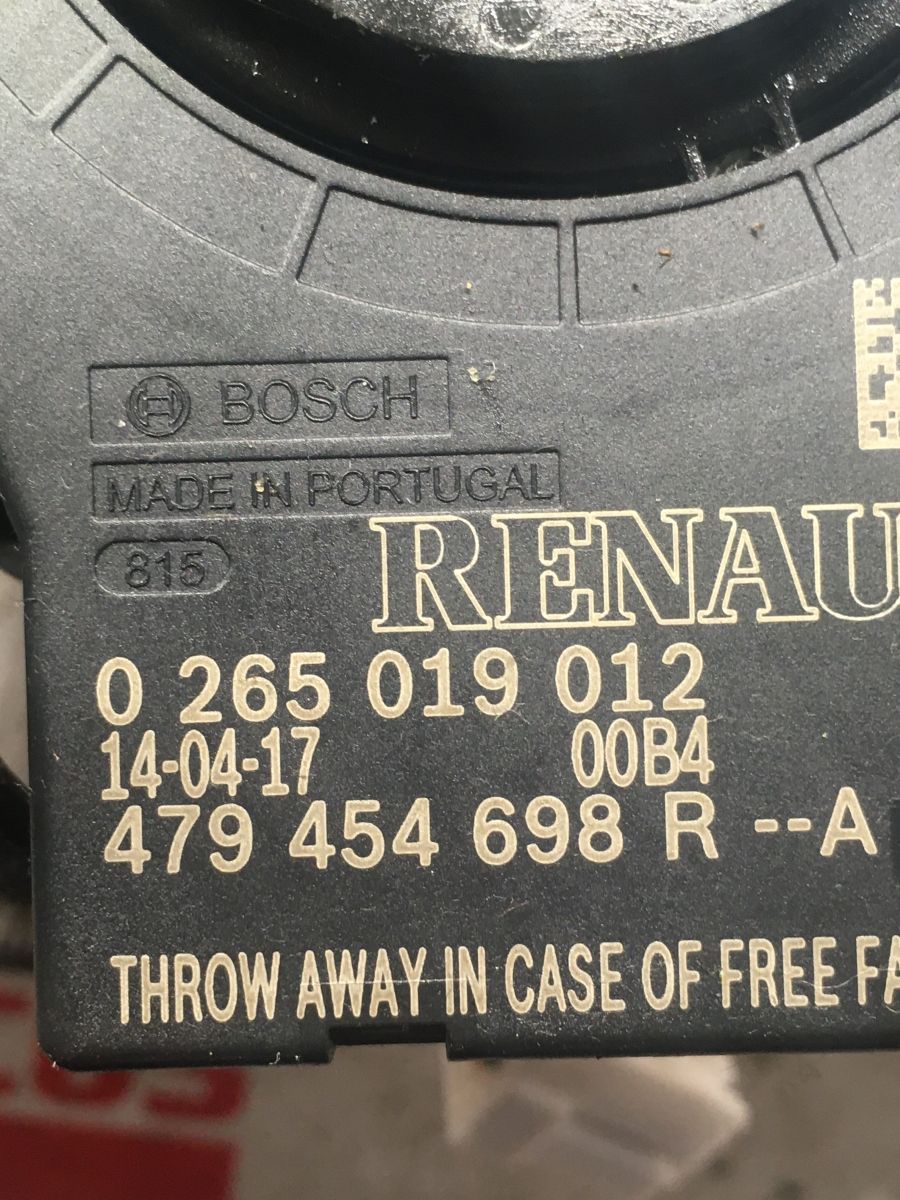 BOSCH
MADE IN PORTUGAL
815
RENAU
0 265 019 012
14-04-17 00B4
479 454 698 R --A
THROW AWAY IN CASE OF FREE FA